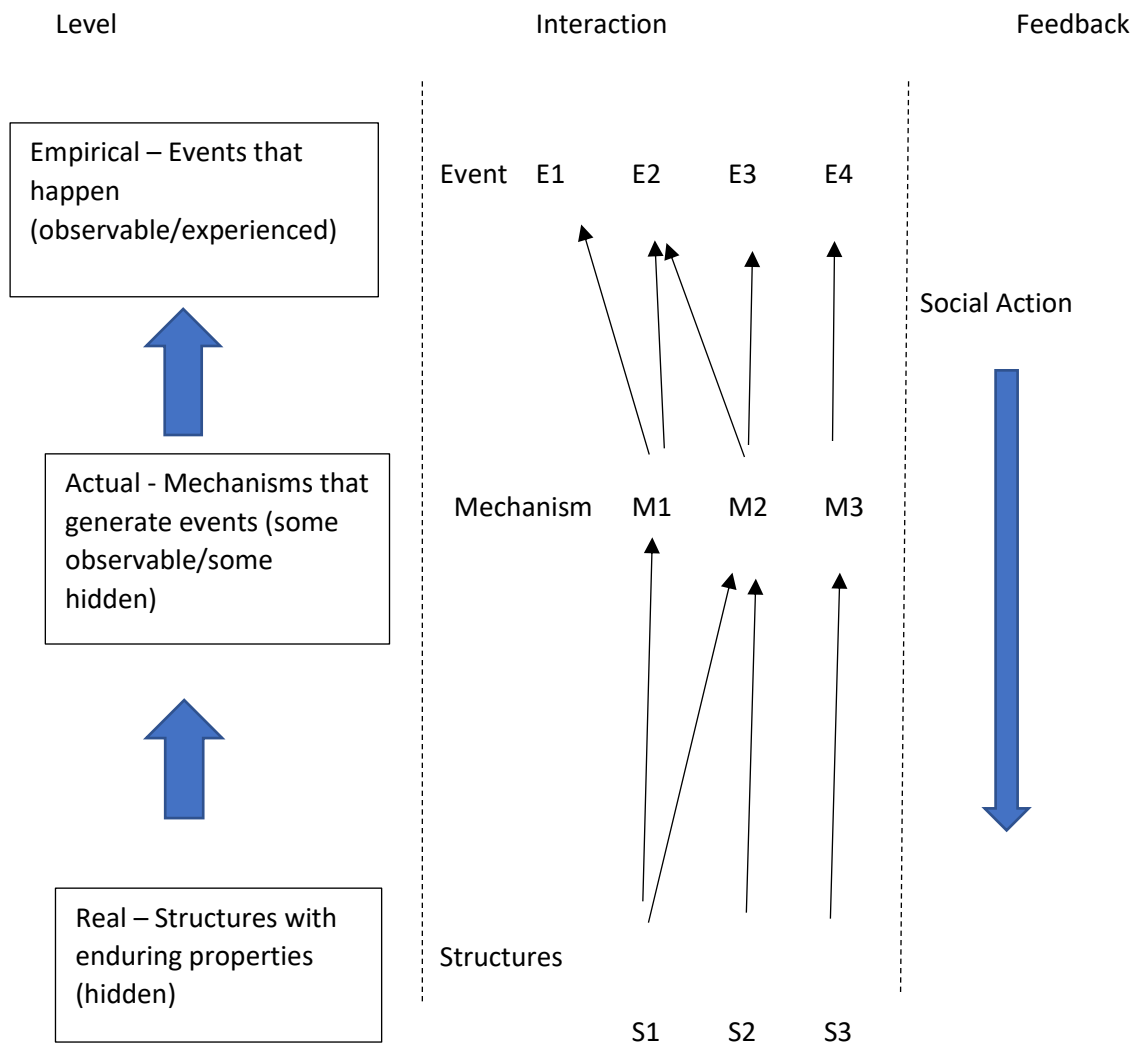 Level Interaction Feedback
Empirical – Events that
happen
(observable/experienced)
Event E1 E2 E3 E4
Social Action
Actual - Mechanisms that
generate events (some
observable/some
hidden)
Mechanism M1 M2 M3
Real – Structures with
enduring properties
(hidden)
Structures
S1 S2 S3